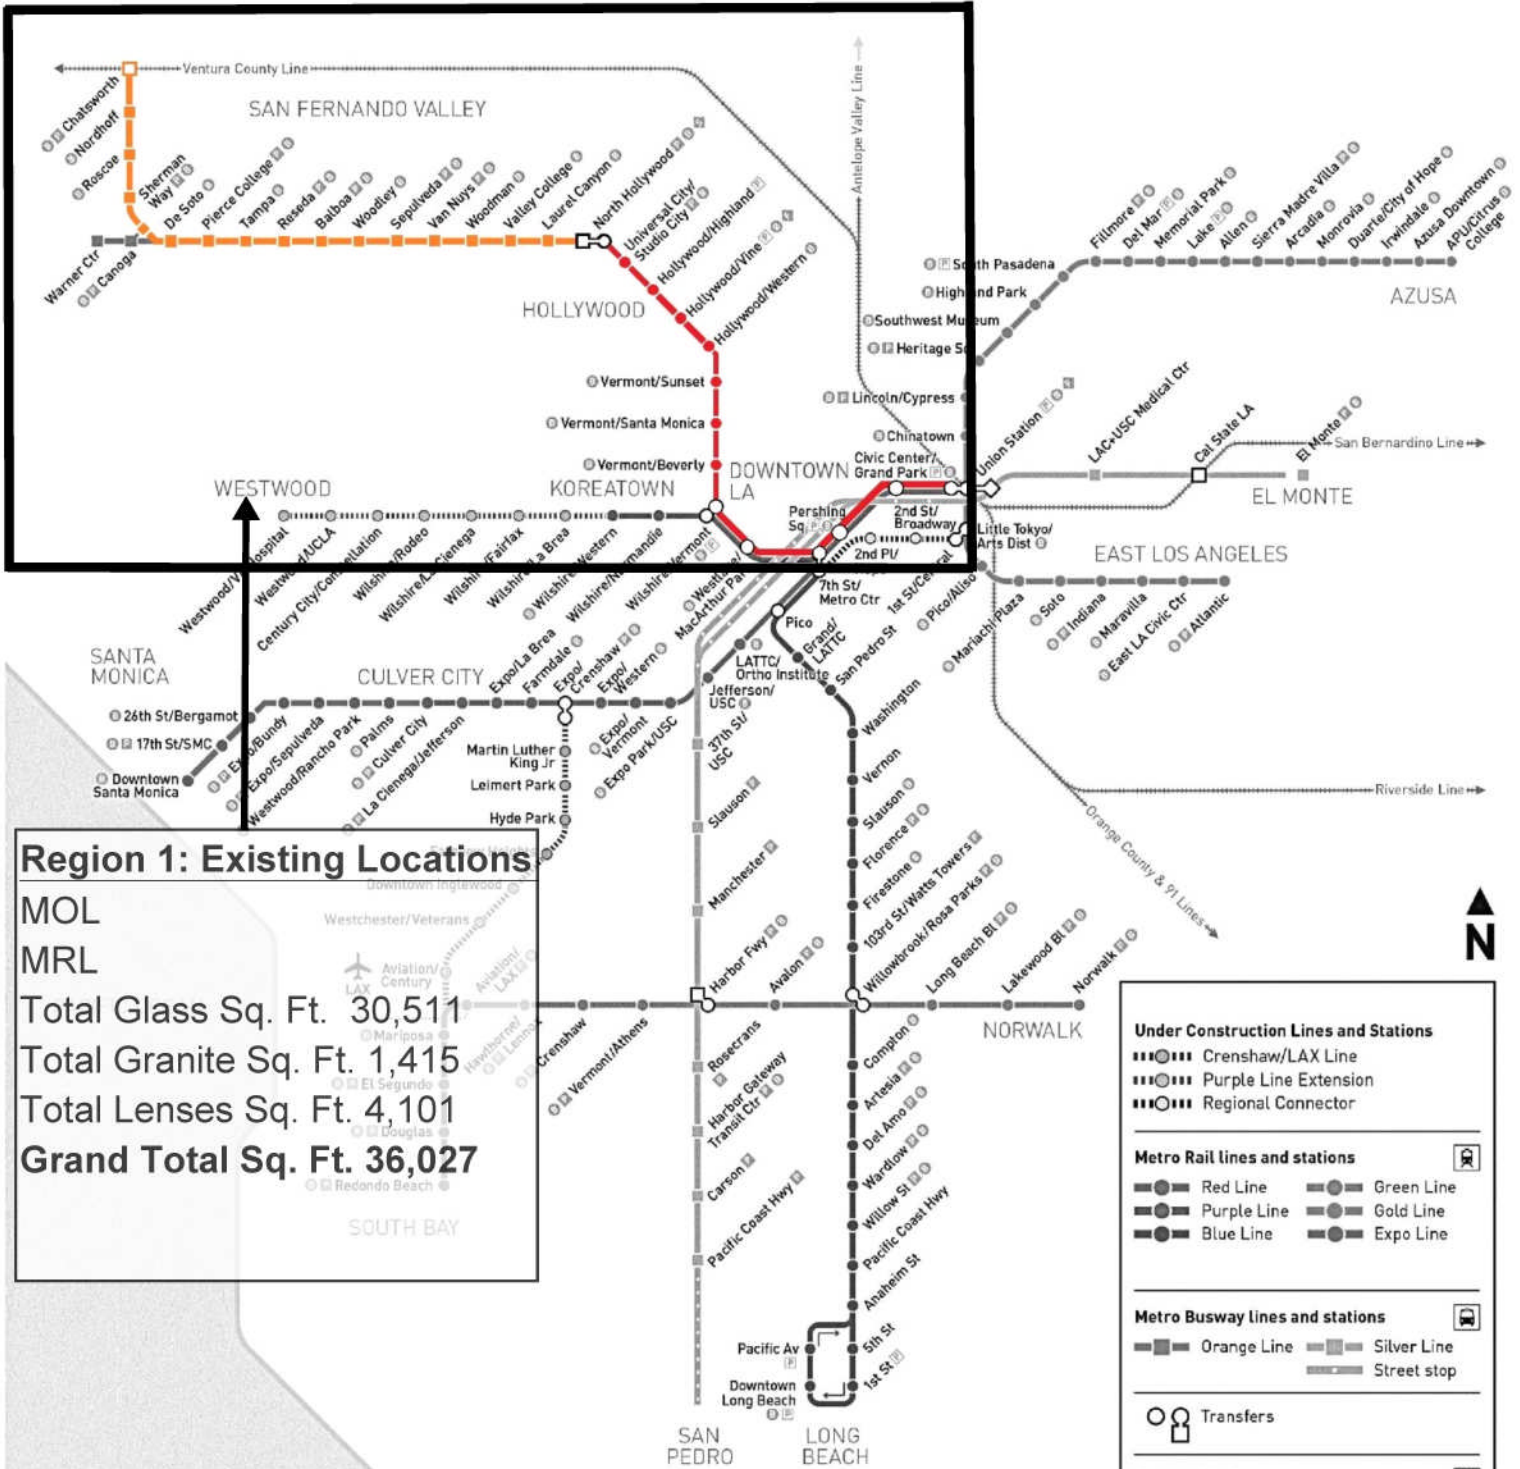 Ventura County Line
Antelope Valley Line
SAN FERNANDO VALLEY
Chatsworth
Nordhoff
Roscoe
Sherman
Way
De Soto
Pierce College
Tampa
Reseda
Balboa
Woodley
Sepulveda
Van Nuys
Woodman
Valley College
Laurel Canyon
North Hollywood
Universal City/
Studio City
Hollywood/Highland
Hollywood/Vine
Hollywood/Western
Warner Ctr
Canoga
HOLLYWOOD
Vermont/Sunset
Vermont/Santa Monica
Vermont/Beverly
Fillmore
Del Mar
Memorial Park
Lake
Allen
Sierra Madre Villa
Arcadia
Monrovia
Duarte/City of Hope
Irwindale
Azusa Downtown
APU/Citrus
College
South Pasadena
Highland Park
Southwest Museum
Heritage Sq
AZUSA
Lincoln/Cypress
Chinatown
Civic Center/
Grand Park
Union Station
LAC+USC Medical Ctr
Cal State LA
El Monte
San Bernardino Line
EL MONTE
DOWNTOWN
LA
WESTWOOD
KOREATOWN
Pershing
Sq
2nd St/
Broadway
Little Tokyo/
Arts Dist
2nd Pl/
EAST LOS ANGELES
Westwood/VA Hospital
Westwood/UCLA
Century City/Constellation
Wilshire/Rodeo
Wilshire/La Cienega
Wilshire/Fairfax
Wilshire/La Brea
Wilshire/Western
Wilshire/Normandie
Wilshire/Vermont
Westlake/
MacArthur Park
7th St/
Metro Ctr
1st St/Central
Pico/Aliso
Mariachi Plaza
Soto
Indiana
Maravilla
East LA Civic Ctr
Atlantic
Pico
Grand/
LATTC
San Pedro St
LATTC/
Ortho Institute
Jefferson/
USC
37th St/
USC
SANTA
MONICA
CULVER CITY
Expo/La Brea
Farmdale
Expo/
Crenshaw
Expo/
Western
26th St/Bergamot
17th St/SMC
Downtown
Santa Monica
Expo/Bundy
Expo/Sepulveda
Westwood/Rancho Park
Palms
Culver City
La Cienega/Jefferson
Expo/
Vermont
Expo Park/USC
Martin Luther
King Jr
Leimert Park
Hyde Park
Fairview Heights
Downtown Inglewood
Westchester/Veterans
Aviation/
Century
LAX
Aviation/
LAX
Mariposa
El Segundo
Douglas
Redondo Beach
Hawthorne/
Lennox
Crenshaw
Vermont/Athens
SOUTH BAY
Region 1: Existing Locations
MOL
MRL
Total Glass Sq. Ft. 30,511
Total Granite Sq. Ft. 1,415
Total Lenses Sq. Ft. 4,101
Grand Total Sq. Ft. 36,027
Slauson
Manchester
Harbor Fwy
Avalon
Rosecrans
Harbor Gateway
Transit Ctr
Carson
Pacific Coast Hwy
Washington
Vernon
Slauson
Florence
Firestone
103rd St/Watts Towers
Willowbrook/Rosa Parks
Long Beach Bl
Lakewood Bl
Norwalk
NORWALK
Compton
Artesia
Del Amo
Wardlow
Willow St
Pacific Coast Hwy
Anaheim St
5th St
1st St
Pacific Av
Downtown
Long Beach
SAN
PEDRO
LONG
BEACH
Riverside Line
Orange County & 91 Lines
N
Under Construction Lines and Stations
Crenshaw/LAX Line
Purple Line Extension
Regional Connector
Metro Rail lines and stations
Red Line
Green Line
Purple Line
Gold Line
Blue Line
Expo Line
Metro Busway lines and stations
Orange Line
Silver Line
Street stop
Transfers